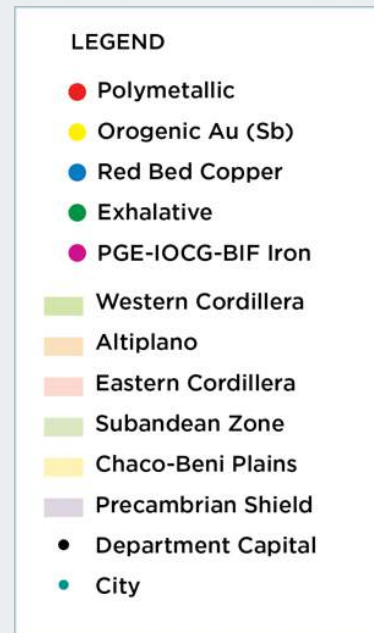 LEGEND
Polymetallic
Orogenic Au (Sb)
Red Bed Copper
Exhalative
PGE-IOCG-BIF Iron
Western Cordillera
Altiplano
Eastern Cordillera
Subandean Zone
Chaco-Beni Plains
Precambrian Shield
Department Capital
City